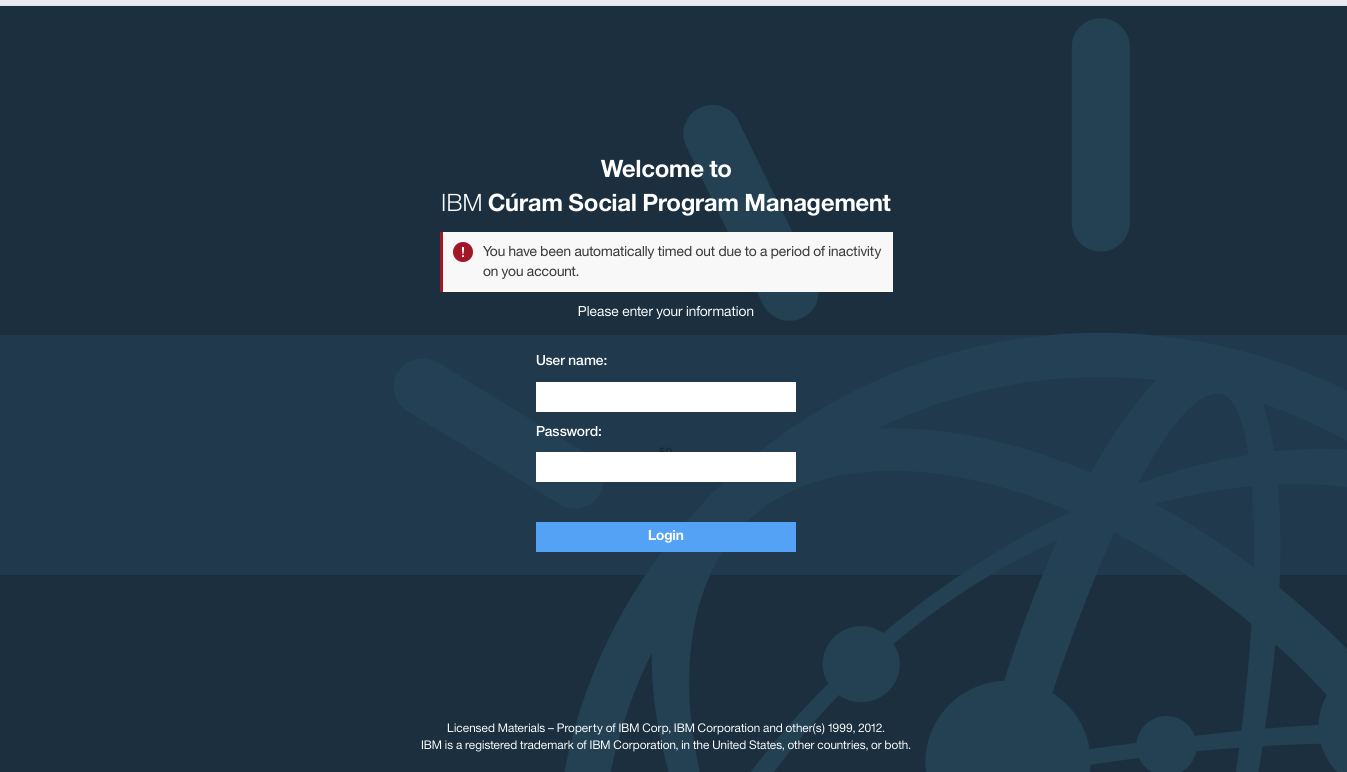 Welcome to
IBM Cúram Social Program Management
You have been automatically timed out due to a period of inactivity
on you account.
Please enter your information
User name:
Password:
Login
Licensed Materials – Property of IBM Corp, IBM Corporation and other(s) 1999, 2012.
IBM is a registered trademark of IBM Corporation, in the United States, other countries, or both.